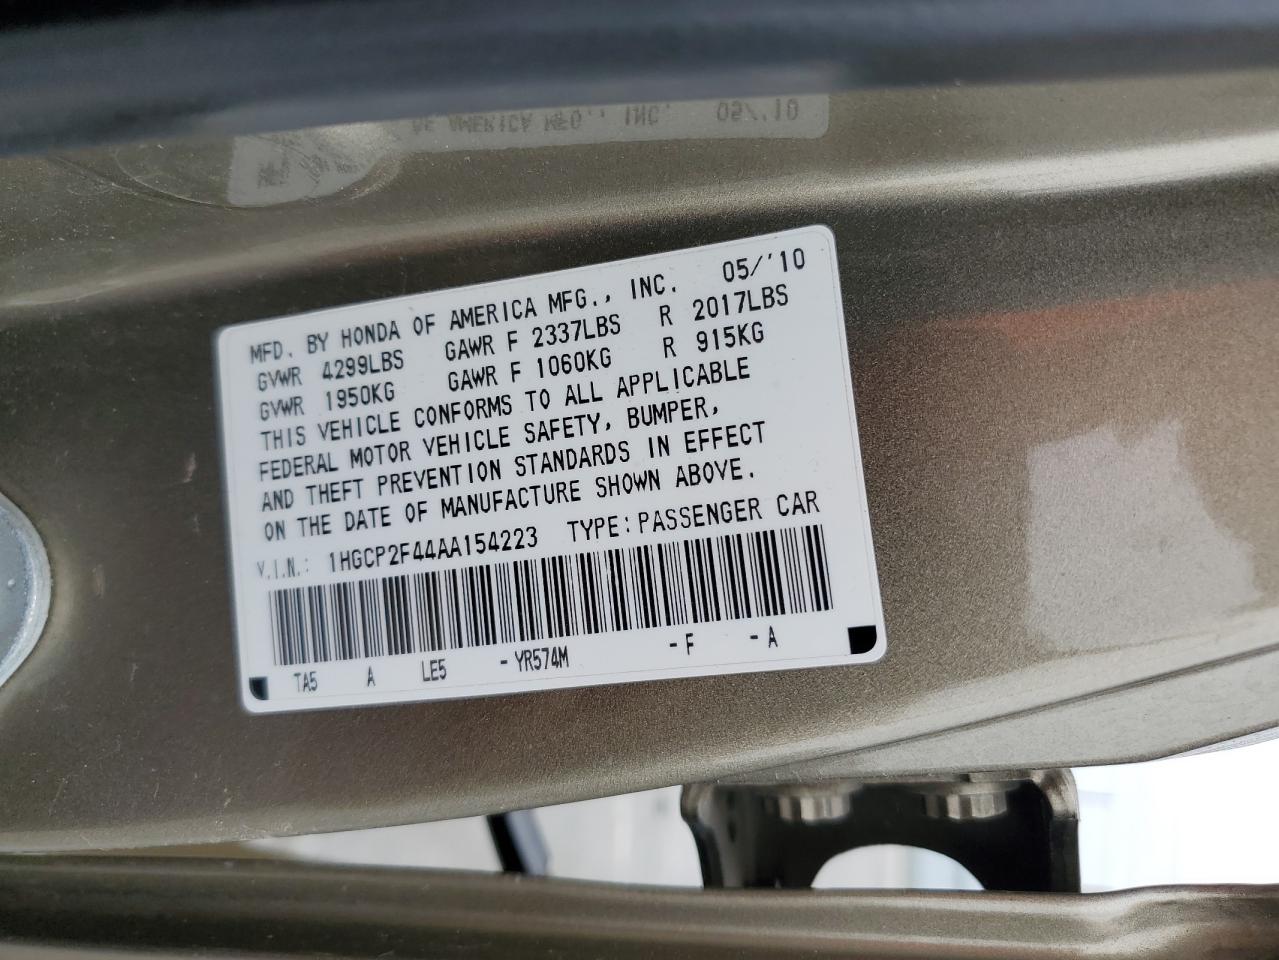 MFD. BY HONDA OF AMERICA MFG., INC. 05/'10
GVWR 4299LBS GAWR F 2337LBS R 2017LBS
GVWR 1950KG GAWR F 1060KG R 915KG
THIS VEHICLE CONFORMS TO ALL APPLICABLE
FEDERAL MOTOR VEHICLE SAFETY, BUMPER,
AND THEFT PREVENTION STANDARDS IN EFFECT
ON THE DATE OF MANUFACTURE SHOWN ABOVE.
V.I.N.: 1HGCP2F44AA154223 TYPE:PASSENGER CAR
TA5 A LE5 -YR574M -F -A